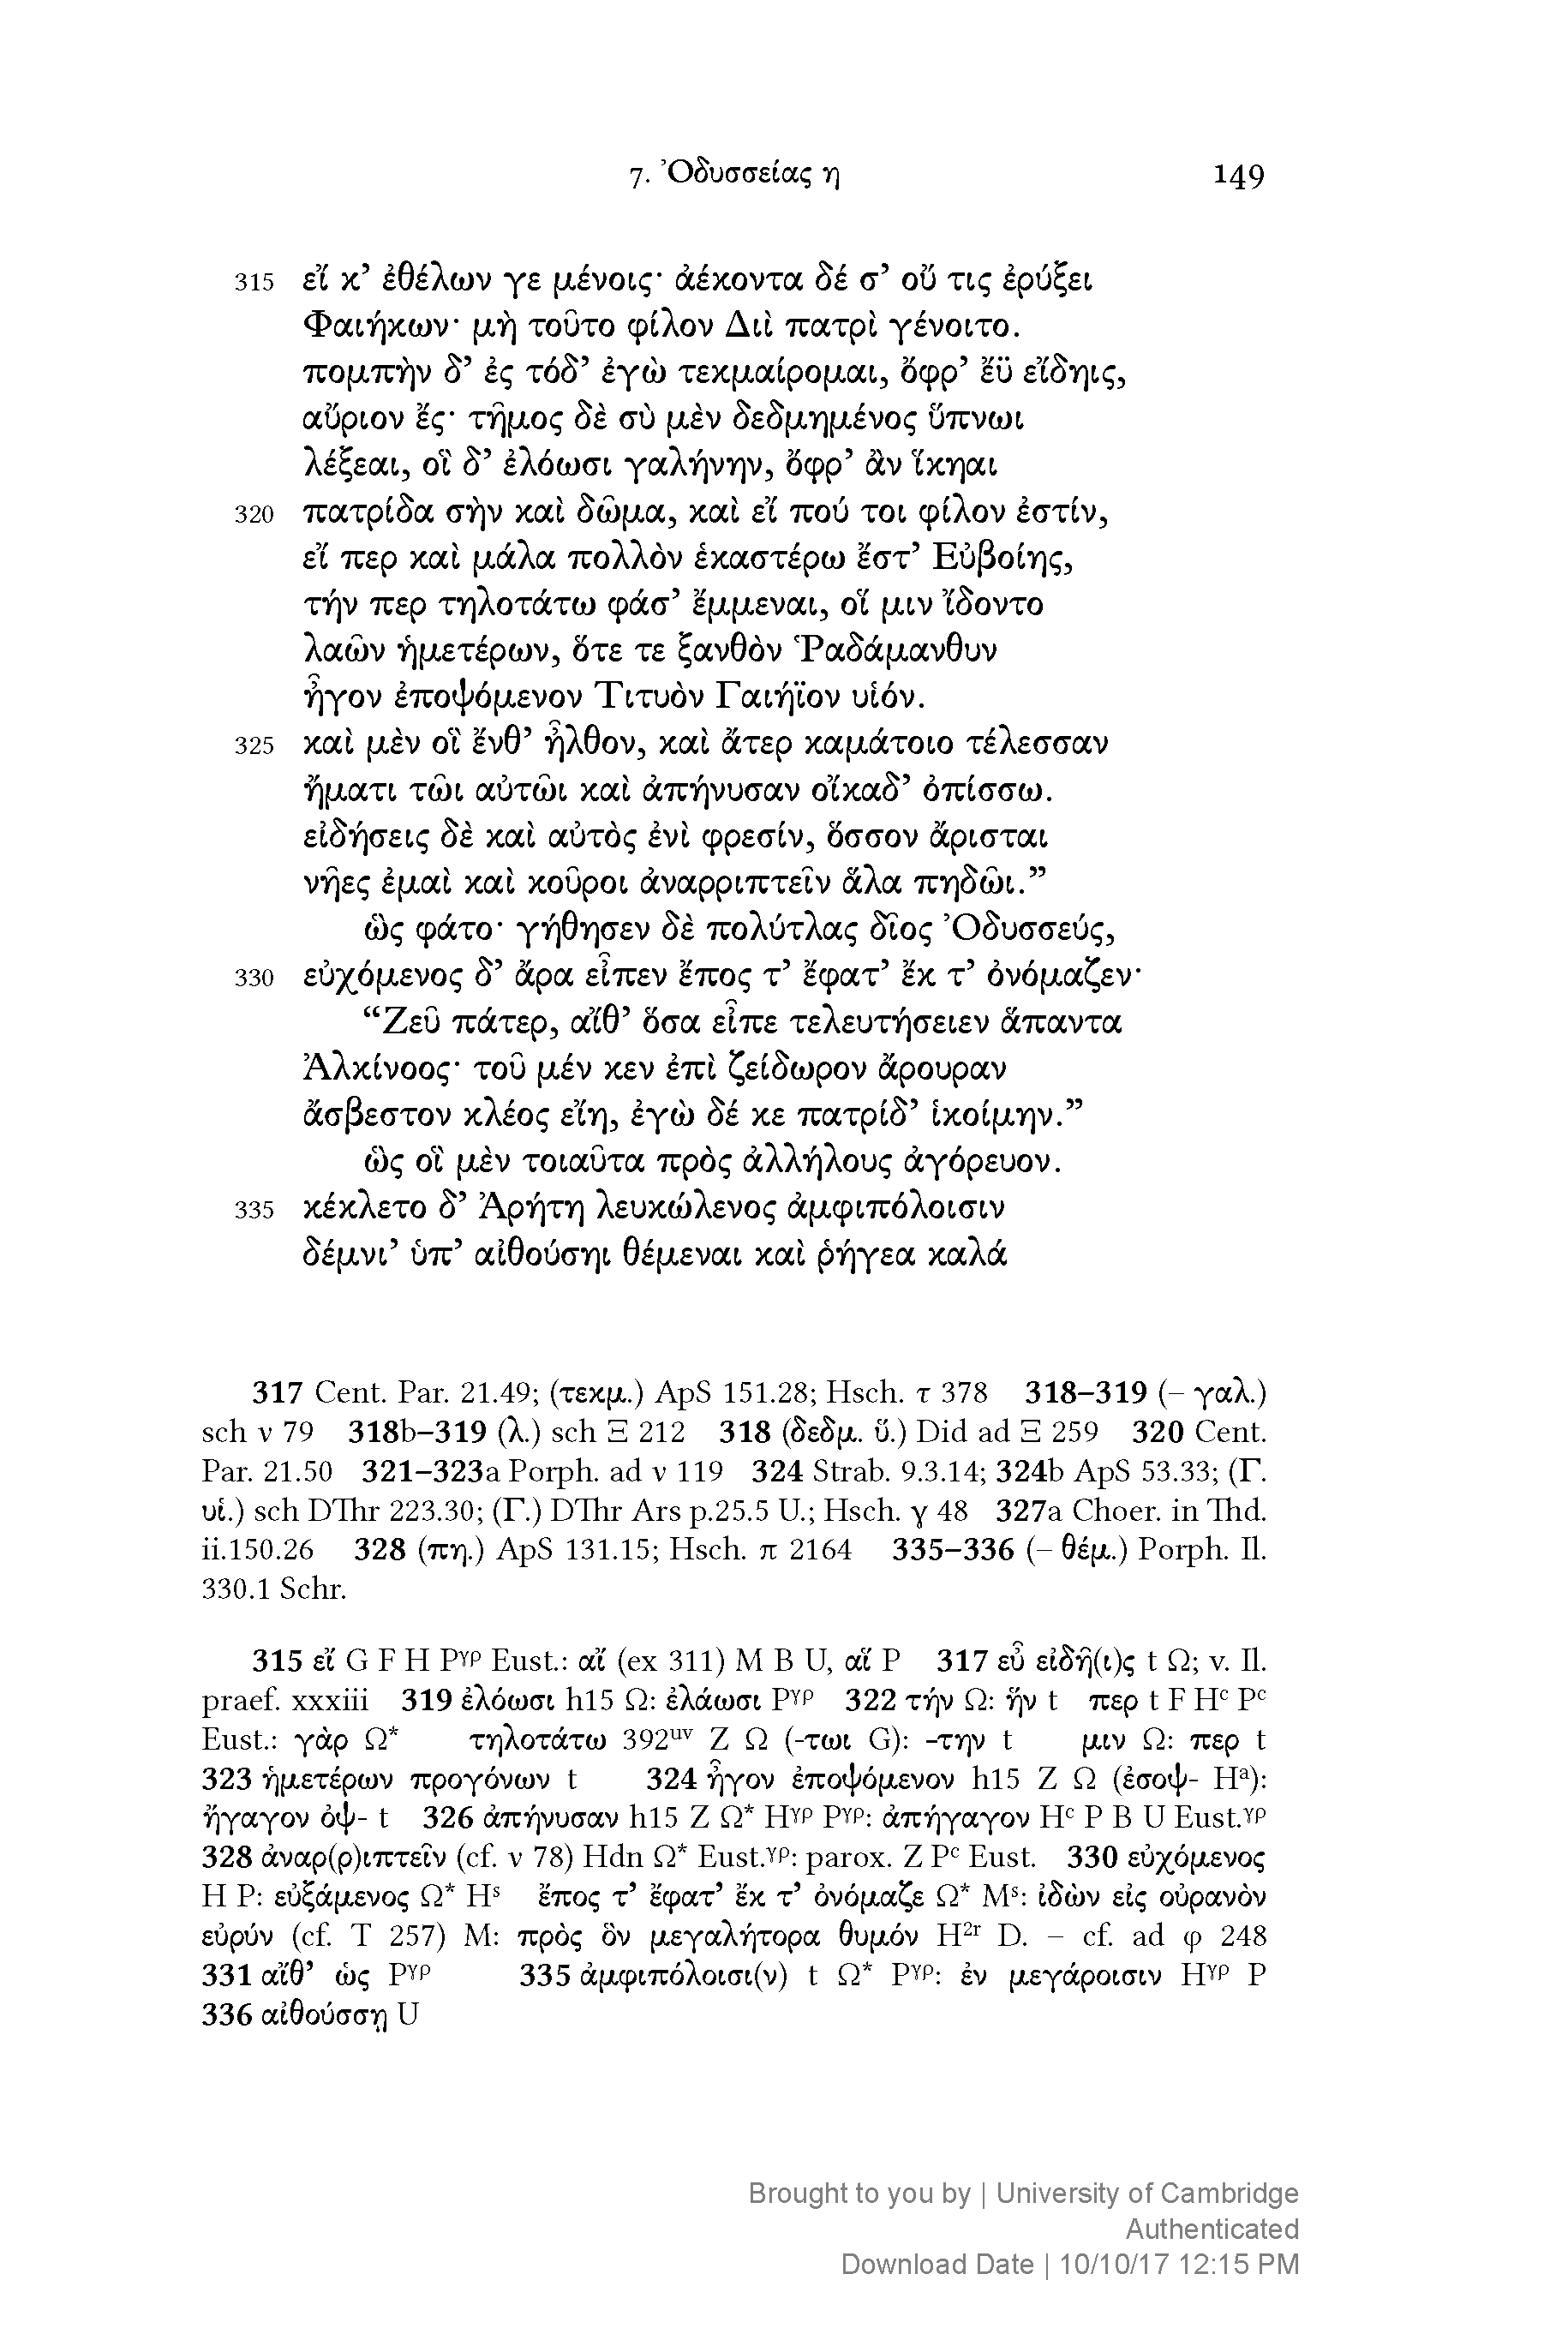 7. Ὀδυσσείας η 149
315 εἴ κ’ ἐθέλων γε μένοις· ἀέκοντα δέ σ’ οὔ τις ἐρύξει
Φαιήκων· μὴ τοῦτο φίλον Διὶ πατρὶ γένοιτο.
πομπὴν δ’ ἐς τόδ’ ἐγὼ τεκμαίρομαι, ὄφρ’ ἔϋ εἴδηις,
αὔριον ἔς· τῆμος δὲ σὺ μὲν δεδμημένος ὕπνωι
λέξεαι, οἳ δ’ ἐλόωσι γαλήνην, ὄφρ’ ἂν ἵκηαι
320 πατρίδα σὴν καὶ δῶμα, καὶ εἴ πού τοι φίλον ἐστίν,
εἴ περ καὶ μάλα πολλὸν ἑκαστέρω ἔστ’ Εὐβοίης,
τήν περ τηλοτάτω φάσ’ ἔμμεναι, οἵ μιν ἴδοντο
λαῶν ἡμετέρων, ὅτε τε ξανθὸν Ῥαδάμανθυν
ἦγον ἐποψόμενον Τιτυὸν Γαιήϊον υἱόν.
325 καὶ μὲν οἳ ἔνθ’ ἦλθον, καὶ ἄτερ καμάτοιο τέλεσσαν
ἤματι τῶι αὐτῶι καὶ ἀπήνυσαν οἴκαδ’ ὀπίσσω.
εἰδήσεις δὲ καὶ αὐτὸς ἐνὶ φρεσίν, ὅσσον ἄρισται
νῆες ἐμαὶ καὶ κοῦροι ἀναρριπτεῖν ἅλα πηδῶι.”
ὣς φάτο· γήθησεν δὲ πολύτλας δῖος Ὀδυσσεύς,
330 εὐχόμενος δ’ ἄρα εἶπεν ἔπος τ’ ἔφατ’ ἔκ τ’ ὀνόμαζεν·
“Ζεῦ πάτερ, αἴθ’ ὅσα εἶπε τελευτήσειεν ἅπαντα
Ἀλκίνοος· τοῦ μέν κεν ἐπὶ ζείδωρον ἄρουραν
ἄσβεστον κλέος εἴη, ἐγὼ δέ κε πατρίδ’ ἱκοίμην.”
ὣς οἳ μὲν τοιαῦτα πρὸς ἀλλήλους ἀγόρευον.
335 κέκλετο δ’ Ἀρήτη λευκώλενος ἀμφιπόλοισιν
δέμνι’ ὑπ’ αἰθούσηι θέμεναι καὶ ῥήγεα καλά
317 Cent. Par. 21.49; (τεκμ.) ApS 151.28; Hsch. τ 378 318–319 (– γαλ.)
sch ν 79 318b–319 (λ.) sch Ξ 212 318 (δεδμ. ὕ.) Did ad Ξ 259 320 Cent.
Par. 21.50 321–323a Porph. ad ν 119 324 Strab. 9.3.14; 324b ApS 53.33; (Γ.
υἱ.) sch DThr 223.30; (Γ.) DThr Ars p.25.5 U.; Hsch. γ 48 327a Choer. in Thd.
ii.150.26 328 (πη.) ApS 131.15; Hsch. π 2164 335–336 (– θέμ.) Porph. Il.
330.1 Schr.
315 εἴ G F H Pγρ Eust.: αἴ (ex 311) M B U, αἵ P 317 εὖ εἰδῆ(ι)ς t Ω; v. Il.
praef. xxxiii 319 ἐλόωσι h15 Ω: ἐλάωσι Pγρ 322 τήν Ω: ἥν t περ t F Hc Pc
Eust.: γὰρ Ω* τηλοτάτω 392uv Z Ω (-τωι G): -την t μιν Ω: περ t
323 ἡμετέρων προγόνων t 324 ἦγον ἐποψόμενον h15 Z Ω (ἐσοψ- Ha):
ἤγαγον ὀψ- t 326 ἀπήνυσαν h15 Z Ω* Hγρ Pγρ: ἀπήγαγον Hc P B U Eust.γρ
328 ἀναρ(ρ)ιπτεῖν (cf. ν 78) Hdn Ω* Eust.γρ: parox. Z Pc Eust. 330 εὐχόμενος
H P: εὐξάμενος Ω* Hs ἔπος τ’ ἔφατ’ ἔκ τ’ ὀνόμαζε Ω* Ms: ἰδὼν εἰς οὐρανὸν
εὐρύν (cf. Τ 257) M: πρὸς ὃν μεγαλήτορα θυμόν H2r D. – cf. ad φ 248
331 αἴθ’ ὡς Pγρ 335 ἀμφιπόλοισι(ν) t Ω* Pγρ: ἐν μεγάροισιν Hγρ P
336 αἰθούσσῃ U
Brought to you by | University of Cambridge
Authenticated
Download Date | 10/10/17 12:15 PM